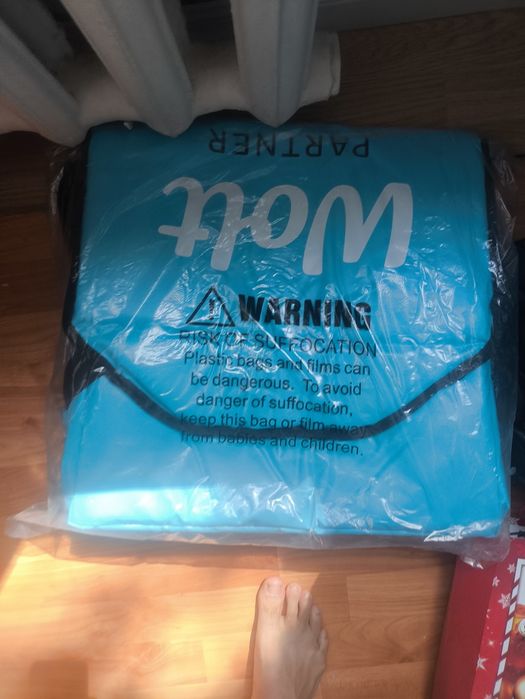 PARTNER
Wolt
WARNING
RISK OF SUFFOCATION
Plastic bags and films can
be dangerous. To avoid
danger of suffocation,
keep this bag or film away
from babies and children.